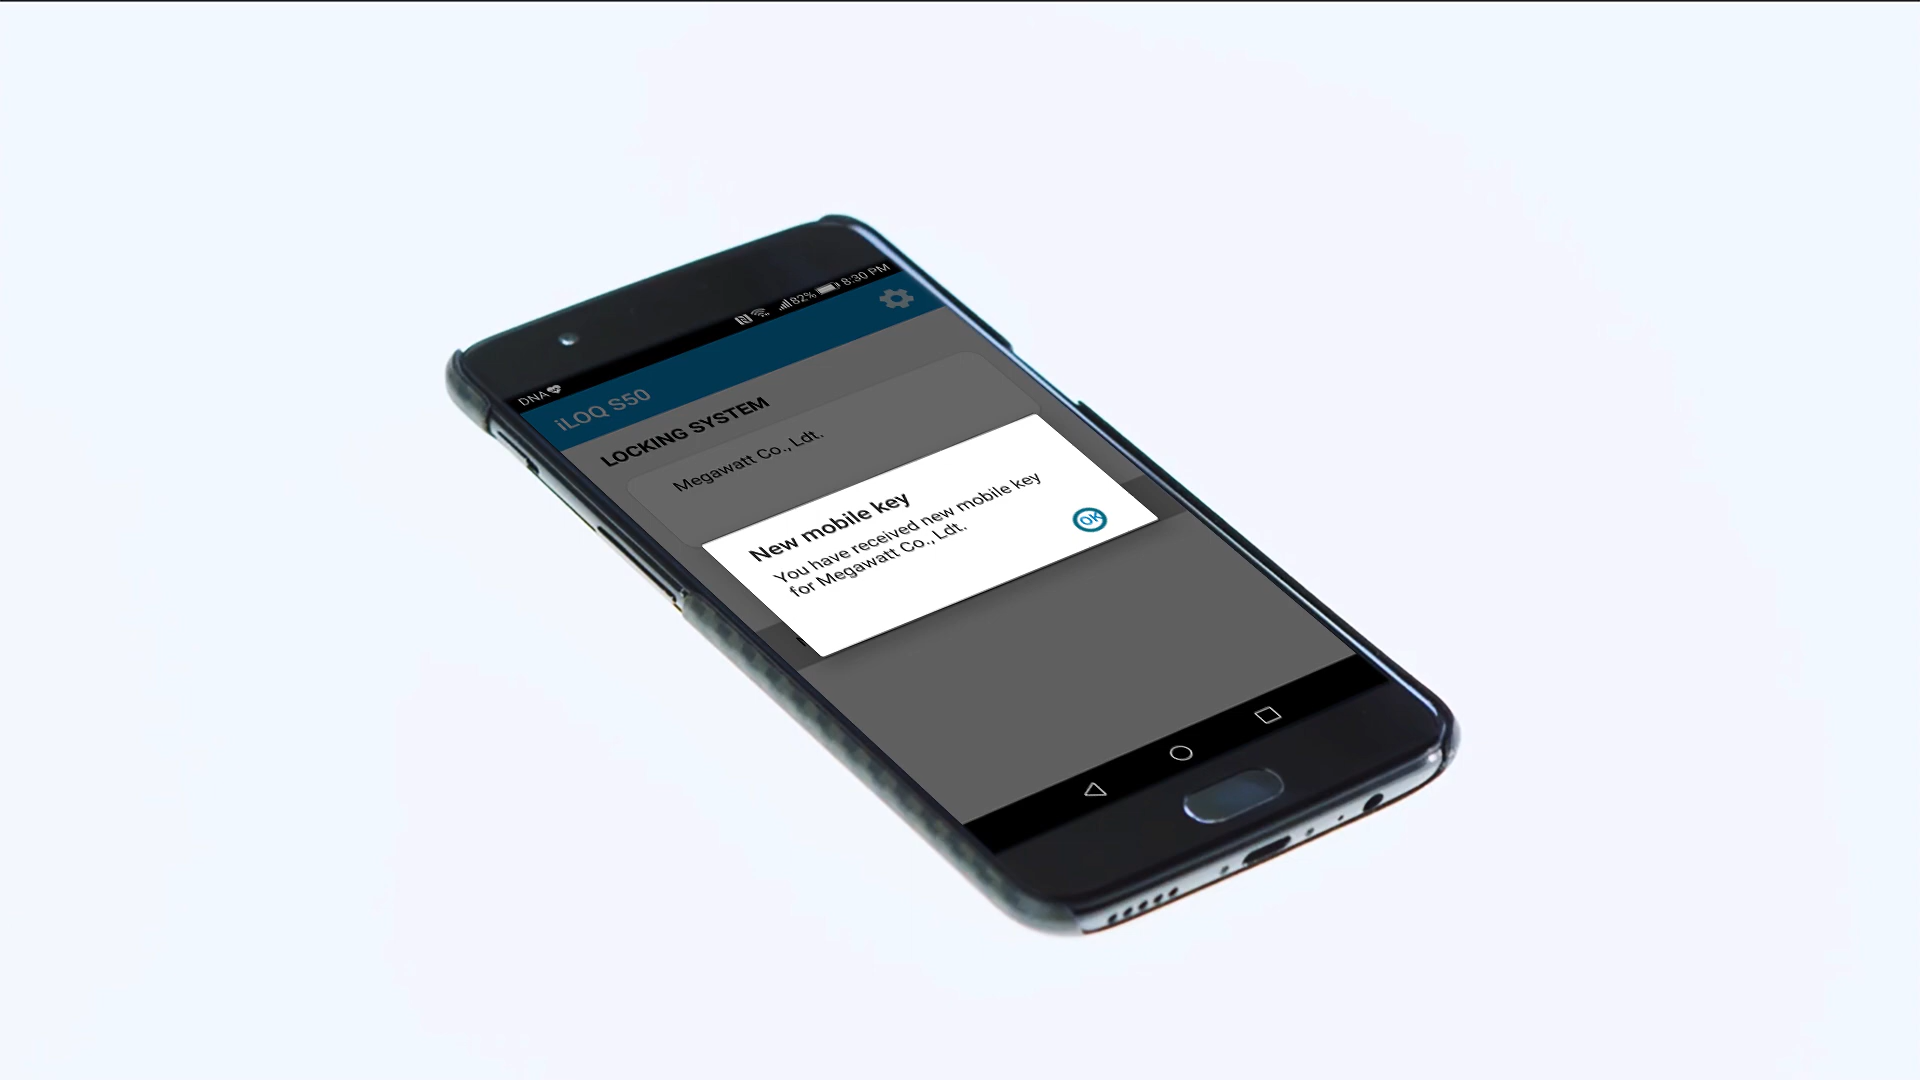 DNA 82% 8:30 PM
iLOQ S50
LOCKING SYSTEM
Megawatt Co., Ldt.
New mobile key
You have received new mobile key
for Megawatt Co., Ldt.
OK